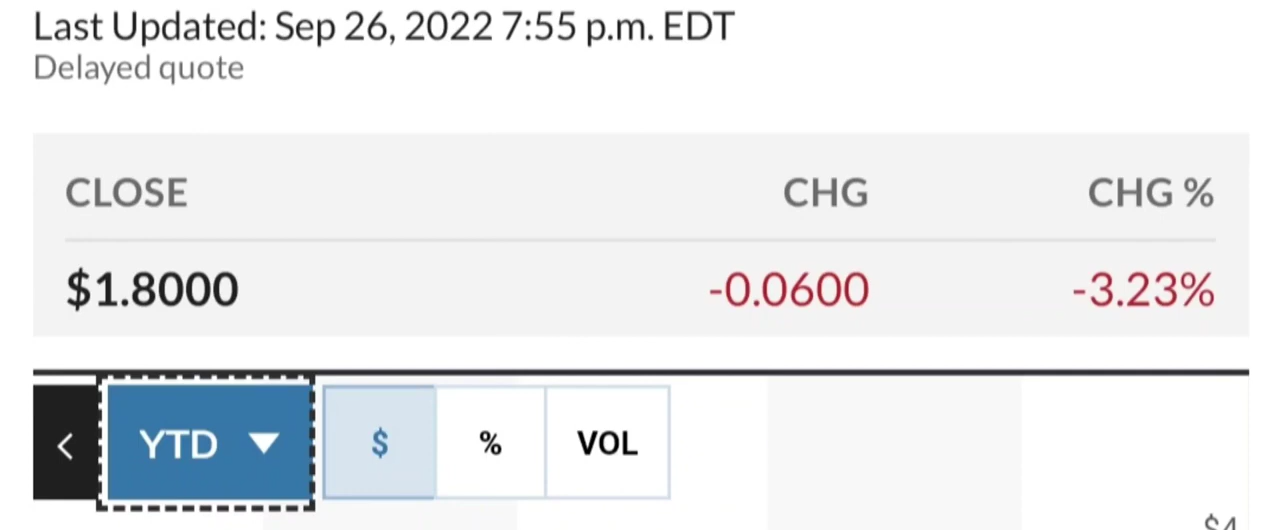 Last Updated: Sep 26, 2022 7:55 p.m. EDT
Delayed quote
CLOSE CHG CHG %
$1.8000 -0.0600 -3.23%
< YTD ▼ $ % VOL
$4